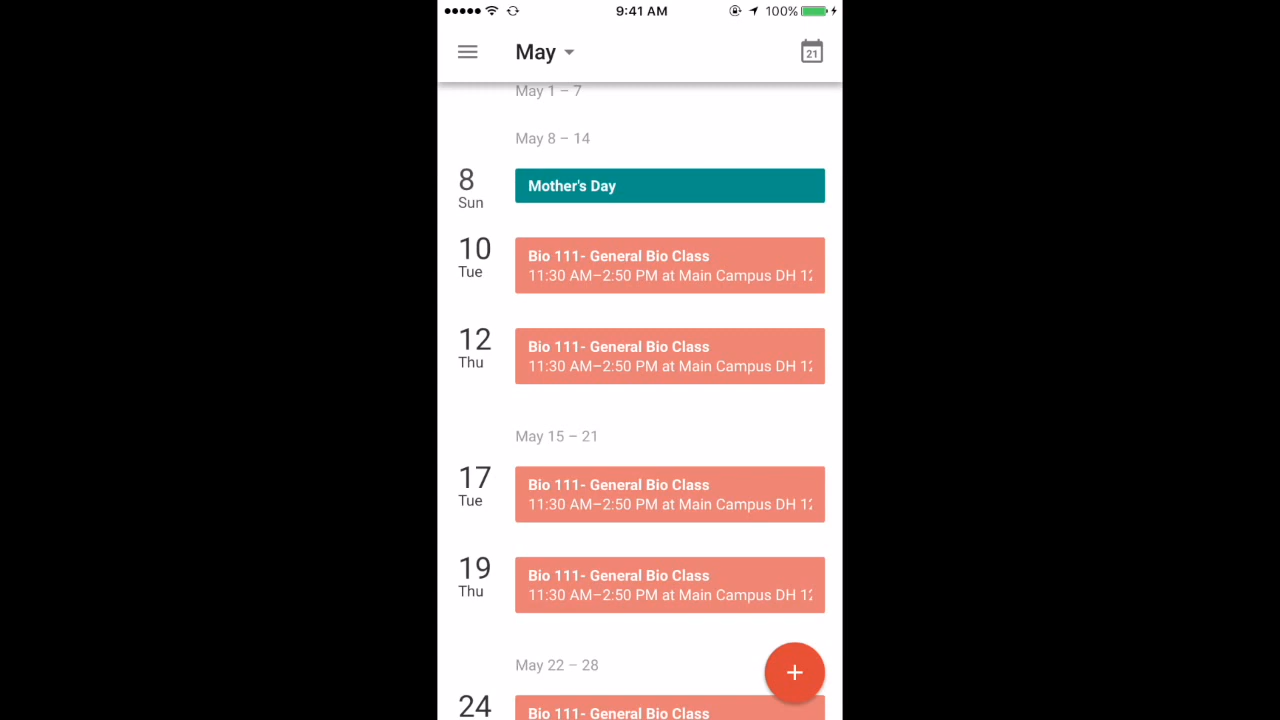 9:41 AM 100%
May
21
May 1 – 7
May 8 – 14
8
Sun
Mother's Day
10
Tue
Bio 111- General Bio Class
11:30 AM–2:50 PM at Main Campus DH
12
Thu
Bio 111- General Bio Class
11:30 AM–2:50 PM at Main Campus DH
May 15 – 21
17
Tue
Bio 111- General Bio Class
11:30 AM–2:50 PM at Main Campus DH
19
Thu
Bio 111- General Bio Class
11:30 AM–2:50 PM at Main Campus DH
May 22 – 28
24
Bio 111- General Bio Class